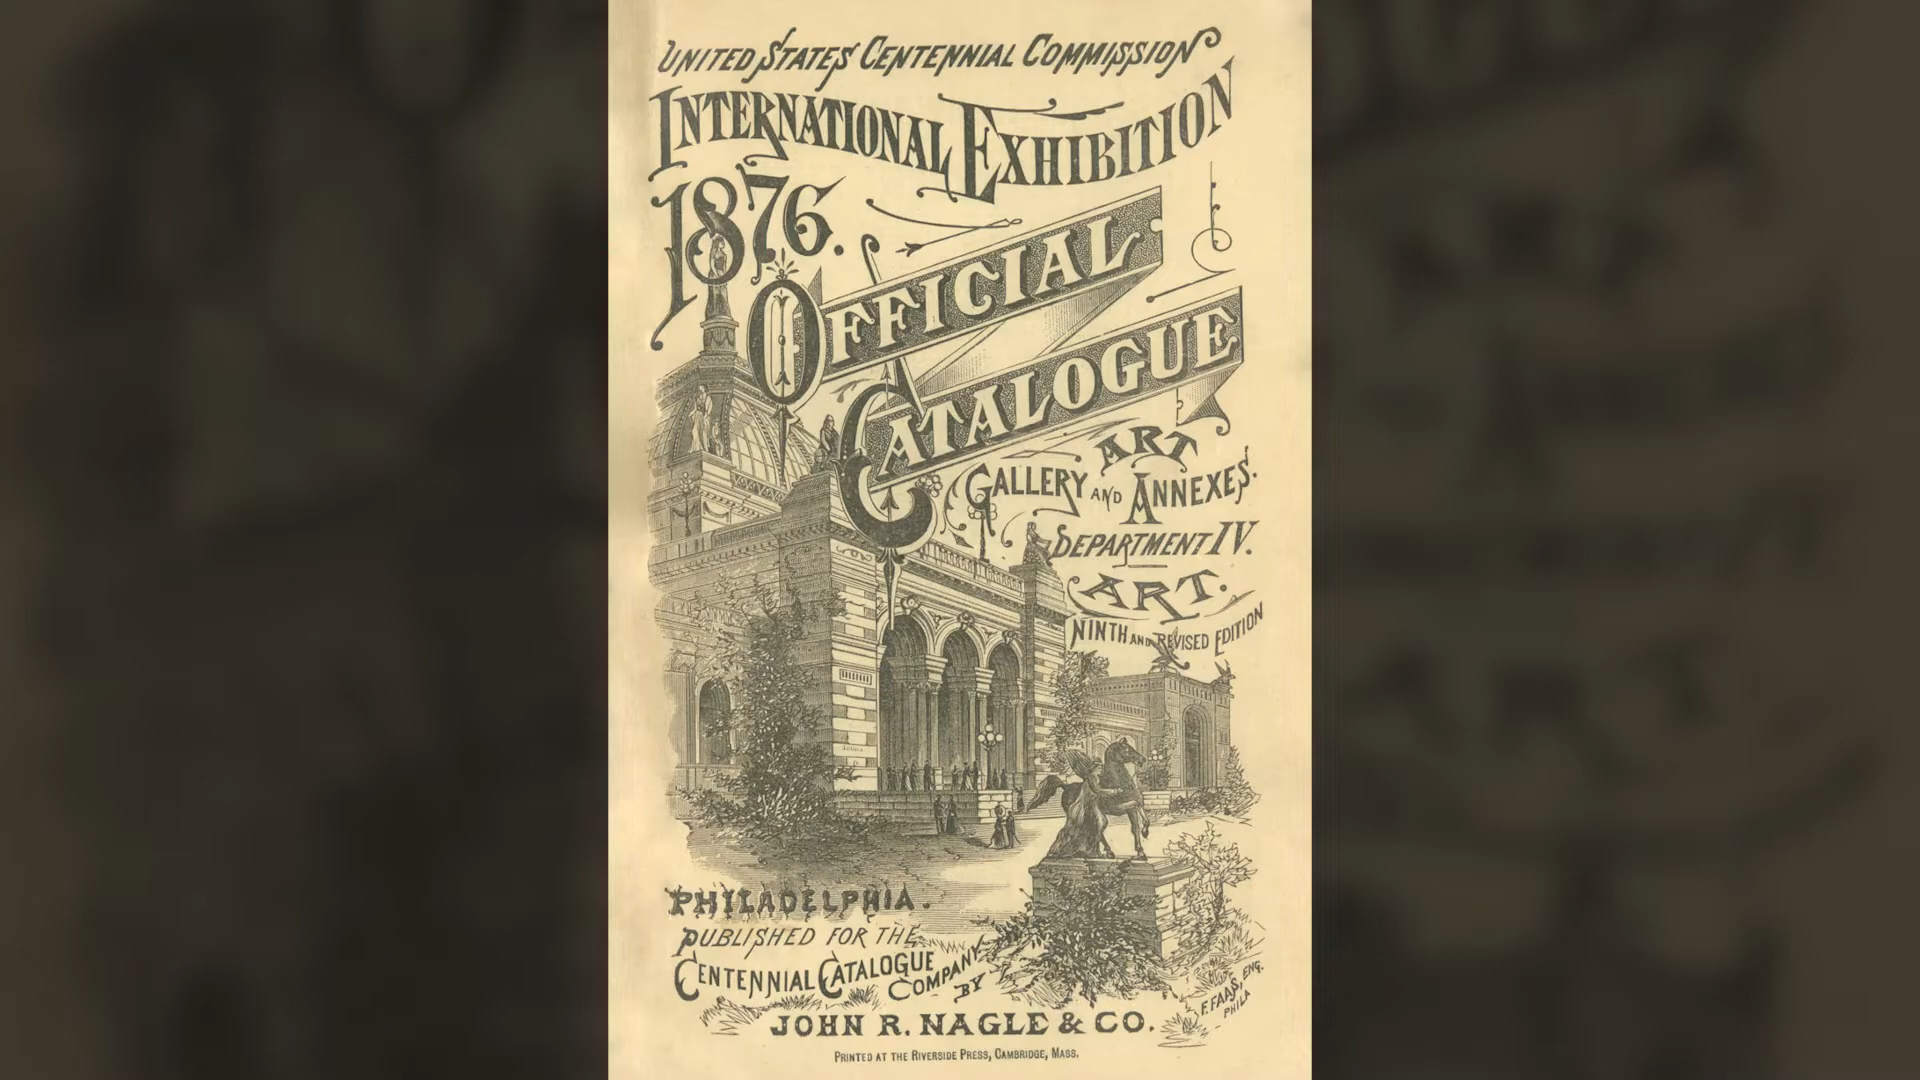 UNITED STATES CENTENNIAL COMMISSION
INTERNATIONAL EXHIBITION
1876.
OFFICIAL
CATALOGUE
ART
GALLERY AND ANNEXES.
DEPARTMENT IV.
ART.
NINTH AND REVISED EDITION
PHILADELPHIA.
PUBLISHED FOR THE
CENTENNIAL CATALOGUE COMPANY
BY
JOHN R. NAGLE & CO.
F. FAAS, ENG.
PHILA
PRINTED AT THE RIVERSIDE PRESS, CAMBRIDGE, MASS.